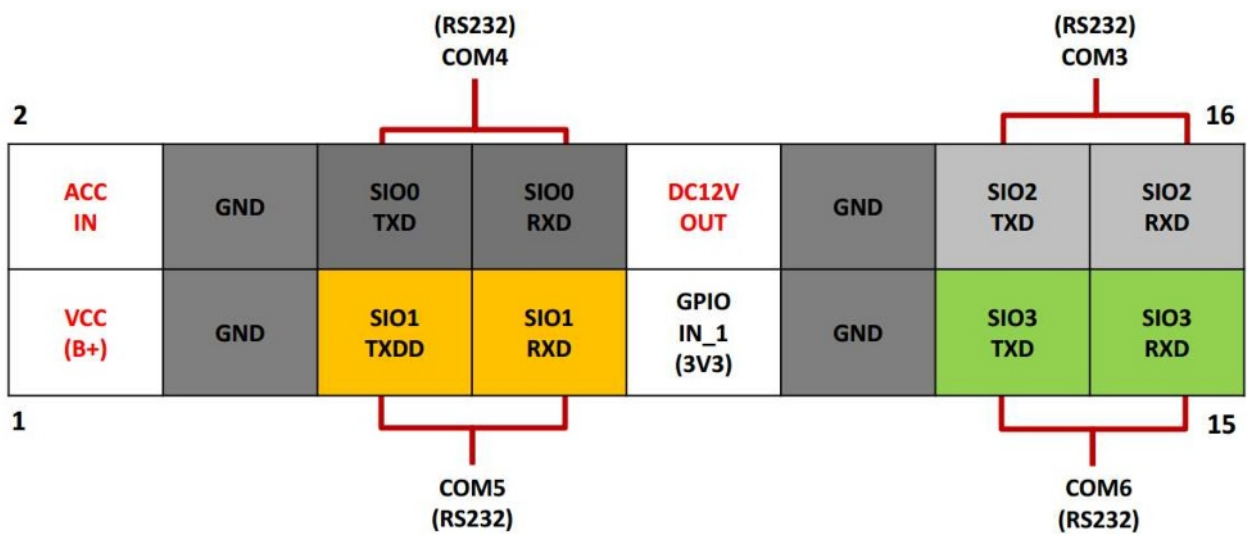 (RS232)
COM4
(RS232)
COM3
2
16
ACC
IN
GND
SIO0
TXD
SIO0
RXD
DC12V
OUT
GND
SIO2
TXD
SIO2
RXD
VCC
(B+)
GND
SIO1
TXDD
SIO1
RXD
GPIO
IN_1
(3V3)
GND
SIO3
TXD
SIO3
RXD
1
15
COM5
(RS232)
COM6
(RS232)